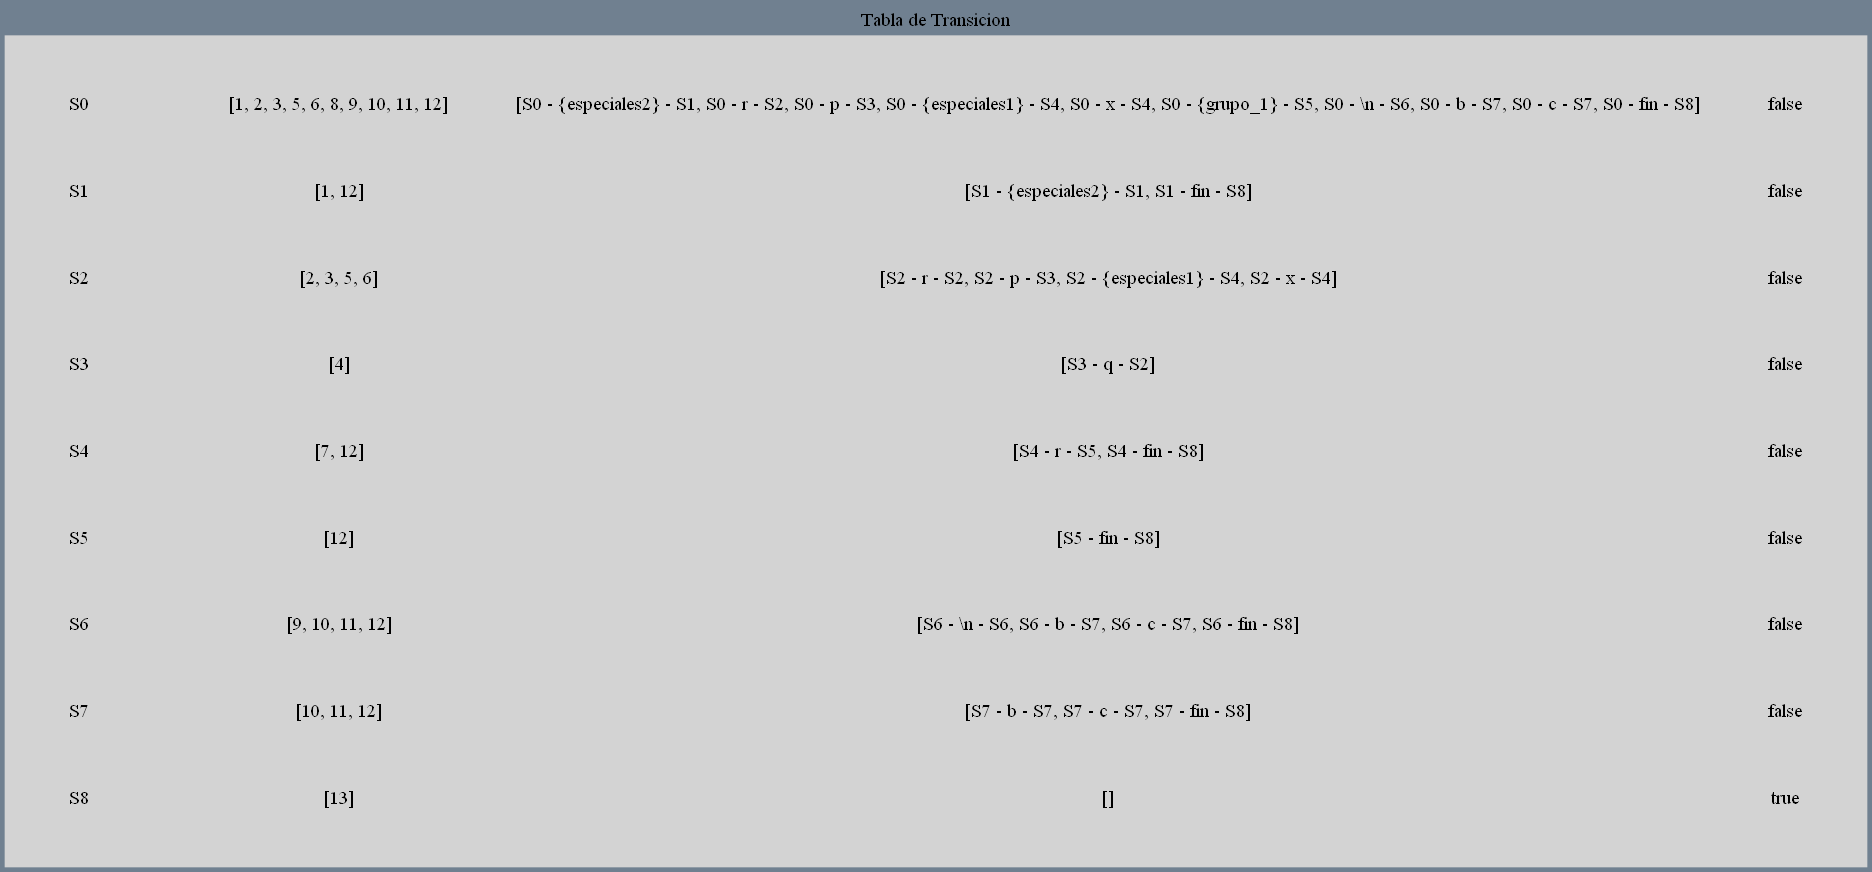 Tabla de Transicion
S0 [1, 2, 3, 5, 6, 8, 9, 10, 11, 12] [S0 - {especiales2} - S1, S0 - r - S2, S0 - p - S3, S0 - {especiales1} - S4, S0 - x - S4, S0 - {grupo_1} - S5, S0 - \n - S6, S0 - b - S7, S0 - c - S7, S0 - fin - S8] false
S1 [1, 12] [S1 - {especiales2} - S1, S1 - fin - S8] false
S2 [2, 3, 5, 6] [S2 - r - S2, S2 - p - S3, S2 - {especiales1} - S4, S2 - x - S4] false
S3 [4] [S3 - q - S2] false
S4 [7, 12] [S4 - r - S5, S4 - fin - S8] false
S5 [12] [S5 - fin - S8] false
S6 [9, 10, 11, 12] [S6 - \n - S6, S6 - b - S7, S6 - c - S7, S6 - fin - S8] false
S7 [10, 11, 12] [S7 - b - S7, S7 - c - S7, S7 - fin - S8] false
S8 [13] [] true